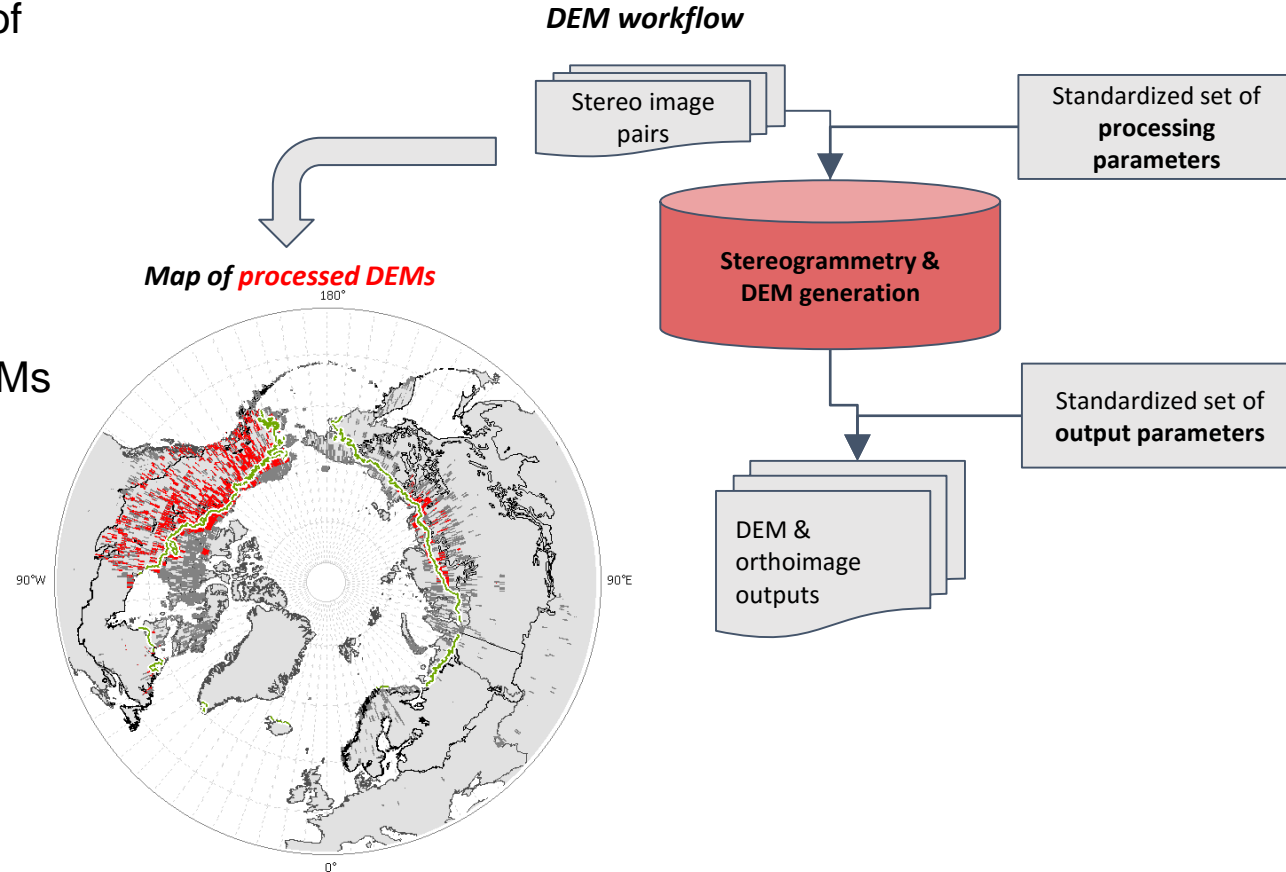 of
DEM workflow
Stereo image
pairs
Standardized set of
processing
parameters
Stereogrammetry &
DEM generation
Map of processed DEMs
180°
Ms
Standardized set of
output parameters
DEM &
orthoimage
outputs
90°W
90°E
0°